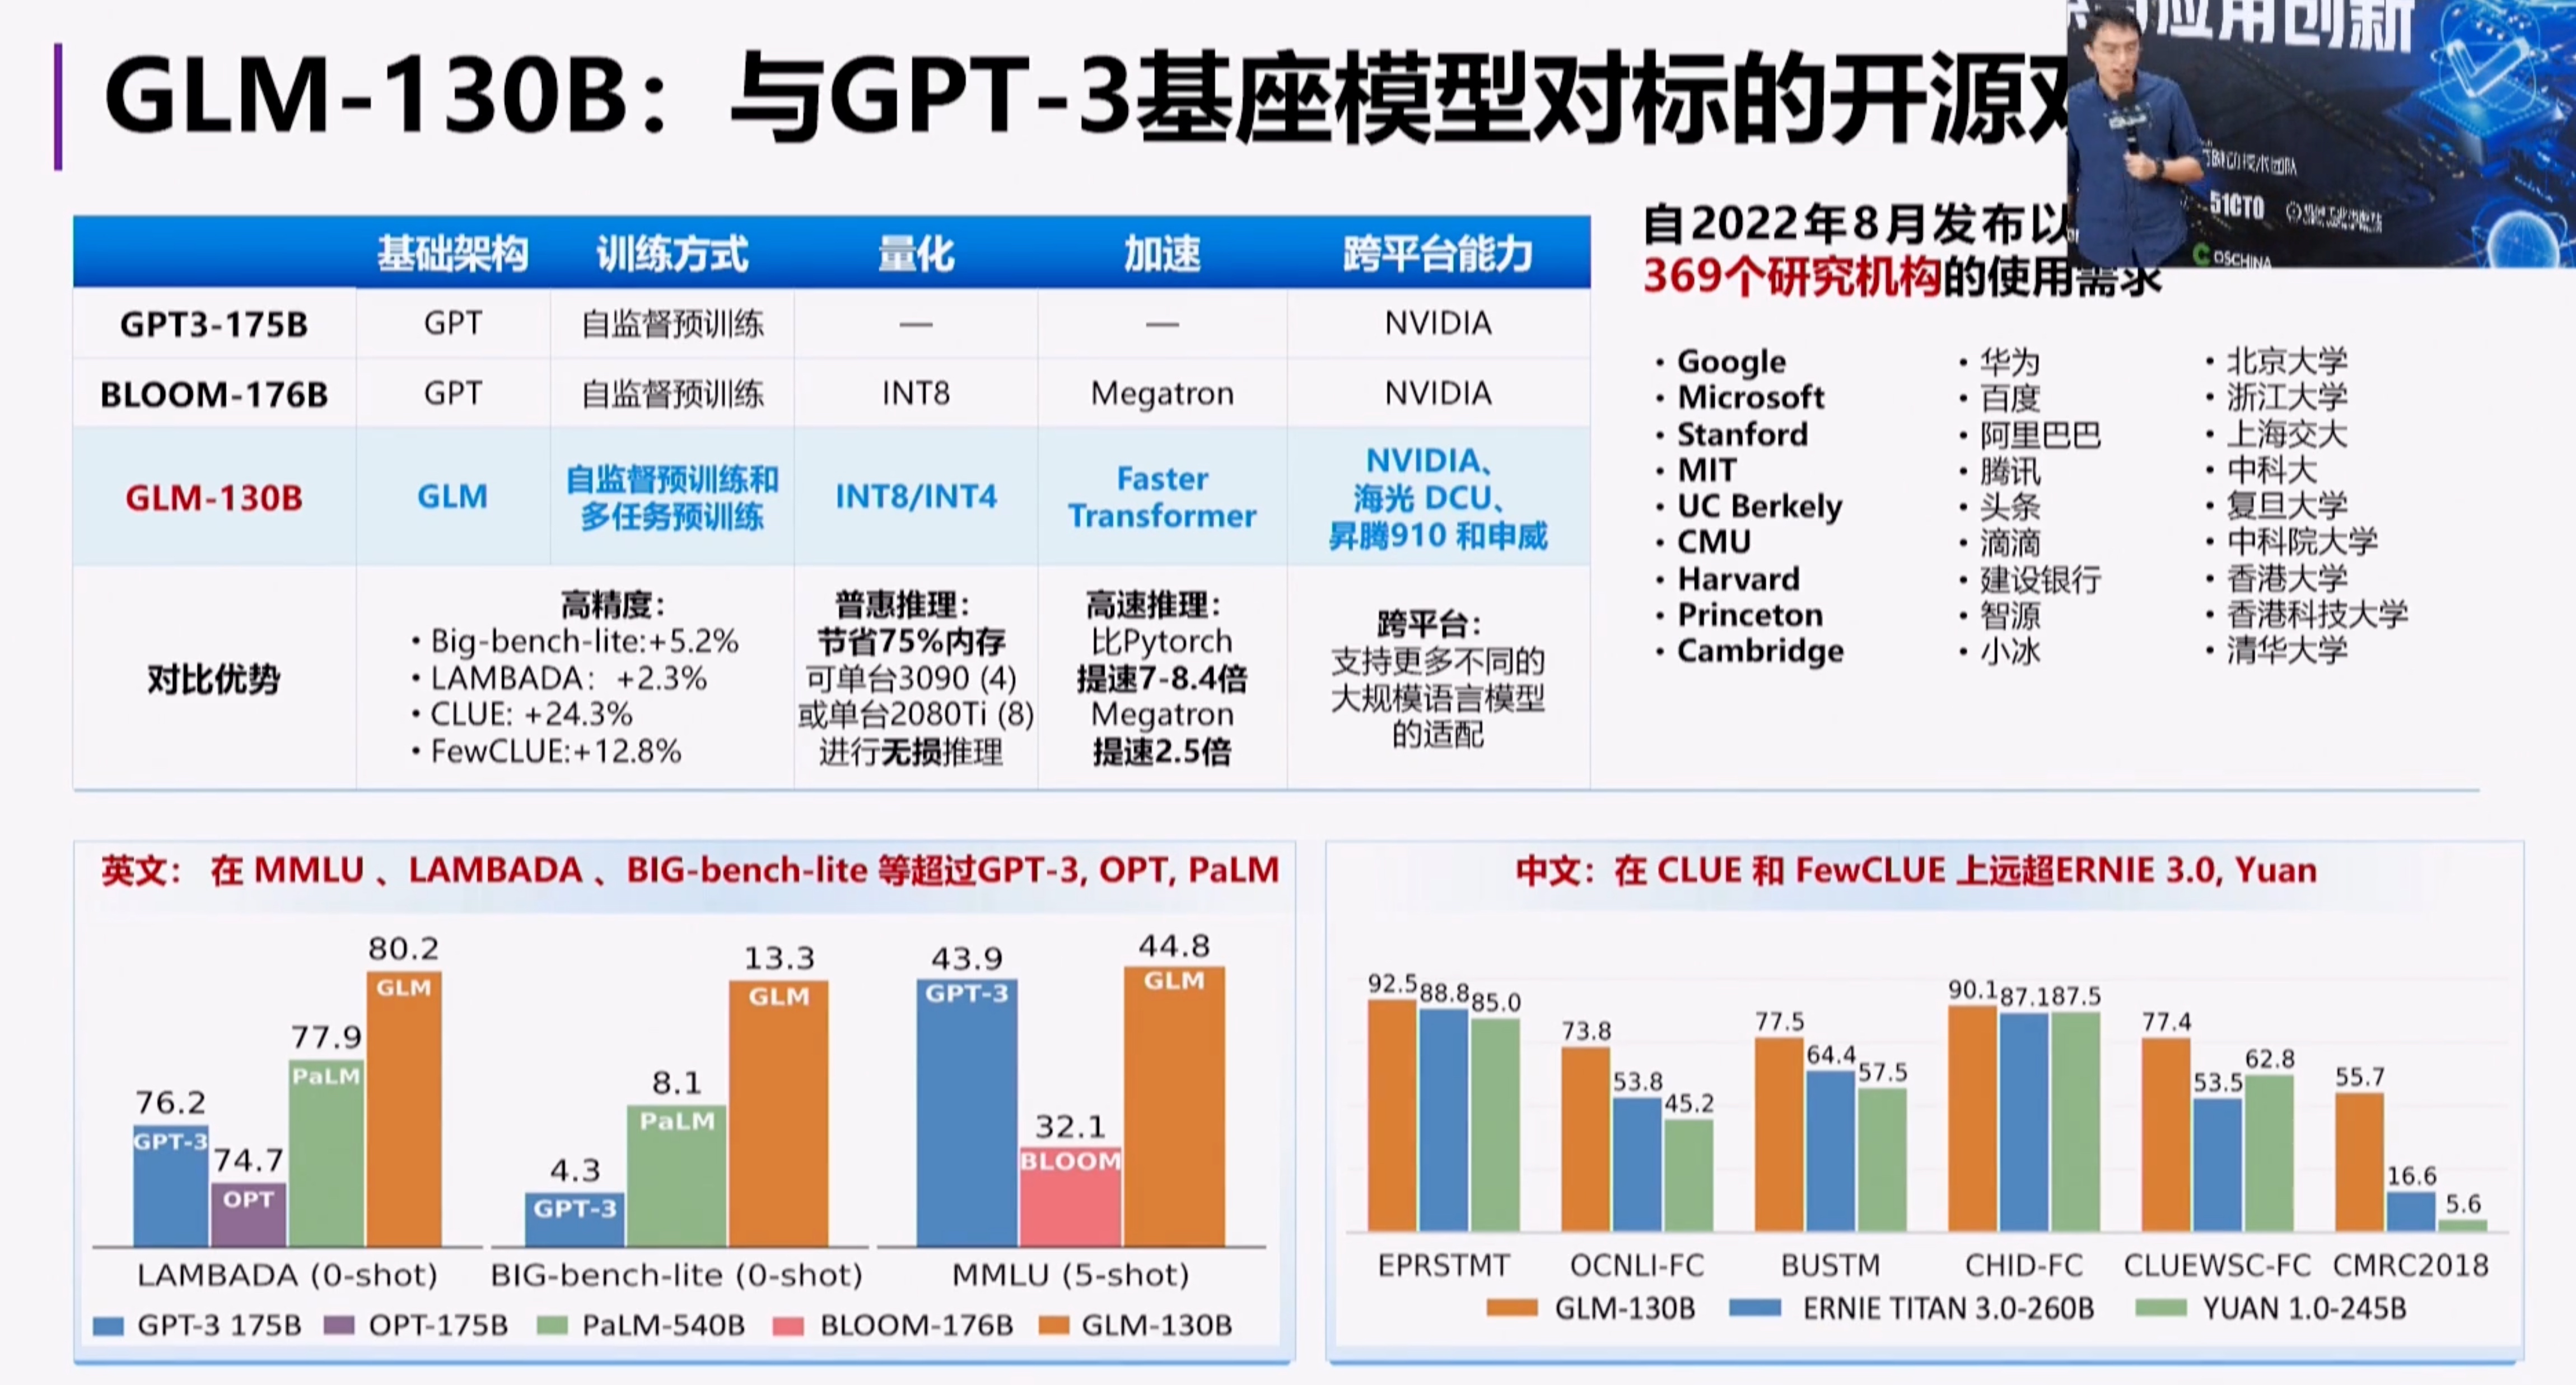 GLM-130B：与GPT-3基座模型对标的开源
应用创新
51CTO
OSCHINA
基础架构 训练方式 量化 加速 跨平台能力
GPT3-175B GPT 自监督预训练 — — NVIDIA
BLOOM-176B GPT 自监督预训练 INT8 Megatron NVIDIA
GLM-130B GLM 自监督预训练和 INT8/INT4 Faster NVIDIA、
多任务预训练 Transformer 海光 DCU、
昇腾910 和申威
对比优势
高精度：
• Big-bench-lite:+5.2%
• LAMBADA： +2.3%
• CLUE: +24.3%
• FewCLUE:+12.8%
普惠推理：
节省75%内存
可单台3090 (4)
或单台2080Ti (8)
进行无损推理
高速推理：
比Pytorch
提速7-8.4倍
Megatron
提速2.5倍
跨平台：
支持更多不同的
大规模语言模型
的适配
自2022年8月发布以
369个研究机构的使用需求
• Google
• Microsoft
• Stanford
• MIT
• UC Berkely
• CMU
• Harvard
• Princeton
• Cambridge
• 华为
• 百度
• 阿里巴巴
• 腾讯
• 头条
• 滴滴
• 建设银行
• 智源
• 小冰
• 北京大学
• 浙江大学
• 上海交大
• 中科大
• 复旦大学
• 中科院大学
• 香港大学
• 香港科技大学
• 清华大学
英文： 在 MMLU 、LAMBADA 、BIG-bench-lite 等超过GPT-3, OPT, PaLM
76.2 74.7 77.9 80.2
GPT-3 OPT PaLM GLM
LAMBADA (0-shot)
4.3 8.1 13.3
GPT-3 PaLM GLM
BIG-bench-lite (0-shot)
43.9 32.1 44.8
GPT-3 BLOOM GLM
MMLU (5-shot)
GPT-3 175B OPT-175B PaLM-540B BLOOM-176B GLM-130B
中文：在 CLUE 和 FewCLUE 上远超ERNIE 3.0, Yuan
92.5 88.8 85.0
73.8 53.8 45.2
77.5 64.4 57.5
90.1 87.1 87.5
77.4 53.5 62.8
55.7 16.6 5.6
EPRSTMT OCNLI-FC BUSTM CHID-FC CLUEWSC-FC CMRC2018
GLM-130B ERNIE TITAN 3.0-260B YUAN 1.0-245B